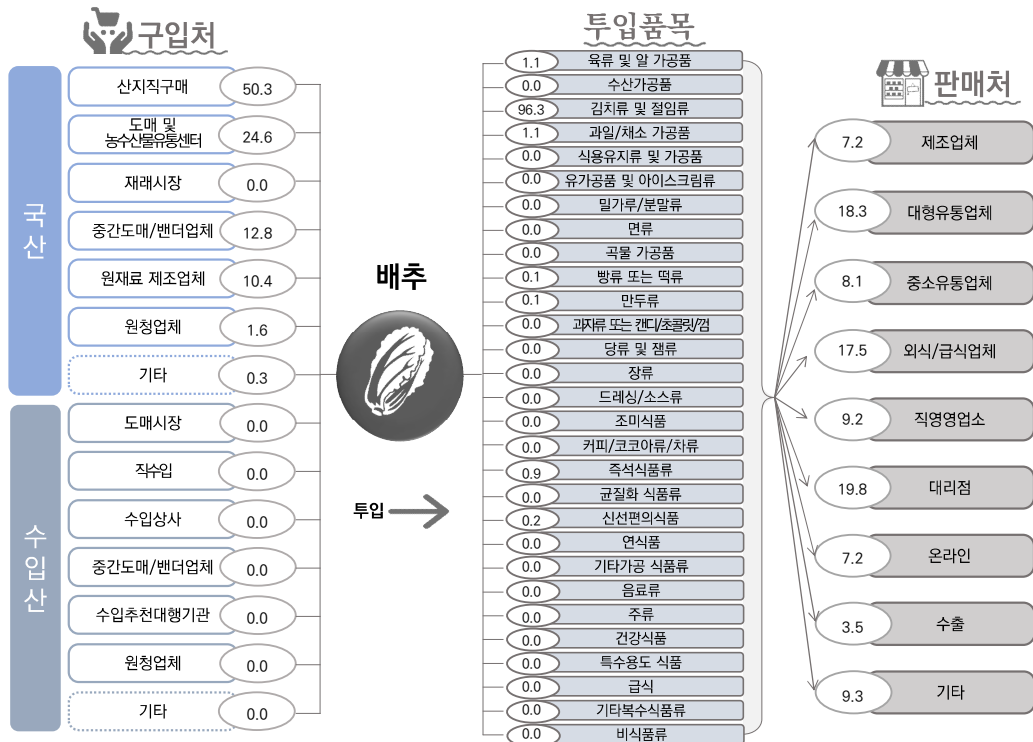 구입처
국산
산지직구매 50.3
도매 및
농수산물유통센터 24.6
재래시장 0.0
중간도매/밴더업체 12.8
원재료 제조업체 10.4
원청업체 1.6
기타 0.3
수입산
도매시장 0.0
직수입 0.0
수입상사 0.0
중간도매/밴더업체 0.0
수입추천대행기관 0.0
원청업체 0.0
기타 0.0
배추
투입
투입품목
1.1 육류 및 알 가공품
0.0 수산가공품
96.3 김치류 및 절임류
1.1 과일/채소 가공품
0.0 식용유지류 및 가공품
0.0 유가공품 및 아이스크림류
0.0 밀가루/분말류
0.0 면류
0.0 곡물 가공품
0.1 빵류 또는 떡류
0.1 만두류
0.0 과자류 또는 캔디/초콜릿/껌
0.0 당류 및 잼류
0.0 장류
0.0 드레싱/소스류
0.0 조미식품
0.0 커피/코코아류/차류
0.9 즉석식품류
0.0 균질화 식품류
0.2 신선편의식품
0.0 연식품
0.0 기타가공 식품류
0.0 음료류
0.0 주류
0.0 건강식품
0.0 특수용도 식품
0.0 급식
0.0 기타복수식품류
0.0 비식품류
판매처
7.2 제조업체
18.3 대형유통업체
8.1 중소유통업체
17.5 외식/급식업체
9.2 직영영업소
19.8 대리점
7.2 온라인
3.5 수출
9.3 기타